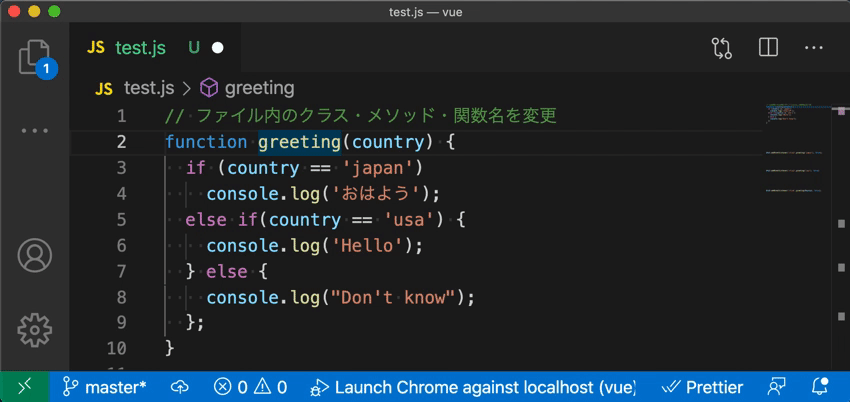 test.js — vue
JS test.js U
1
JS test.js > greeting
1 // ファイル内のクラス・メソッド・関数名を変更
2 function greeting(country) {
3 if (country == 'japan')
4 console.log('おはよう');
5 else if(country == 'usa') {
6 console.log('Hello');
7 } else {
8 console.log("Don't know");
9 };
10 }
master* 0 0 Launch Chrome against localhost (vue) Prettier